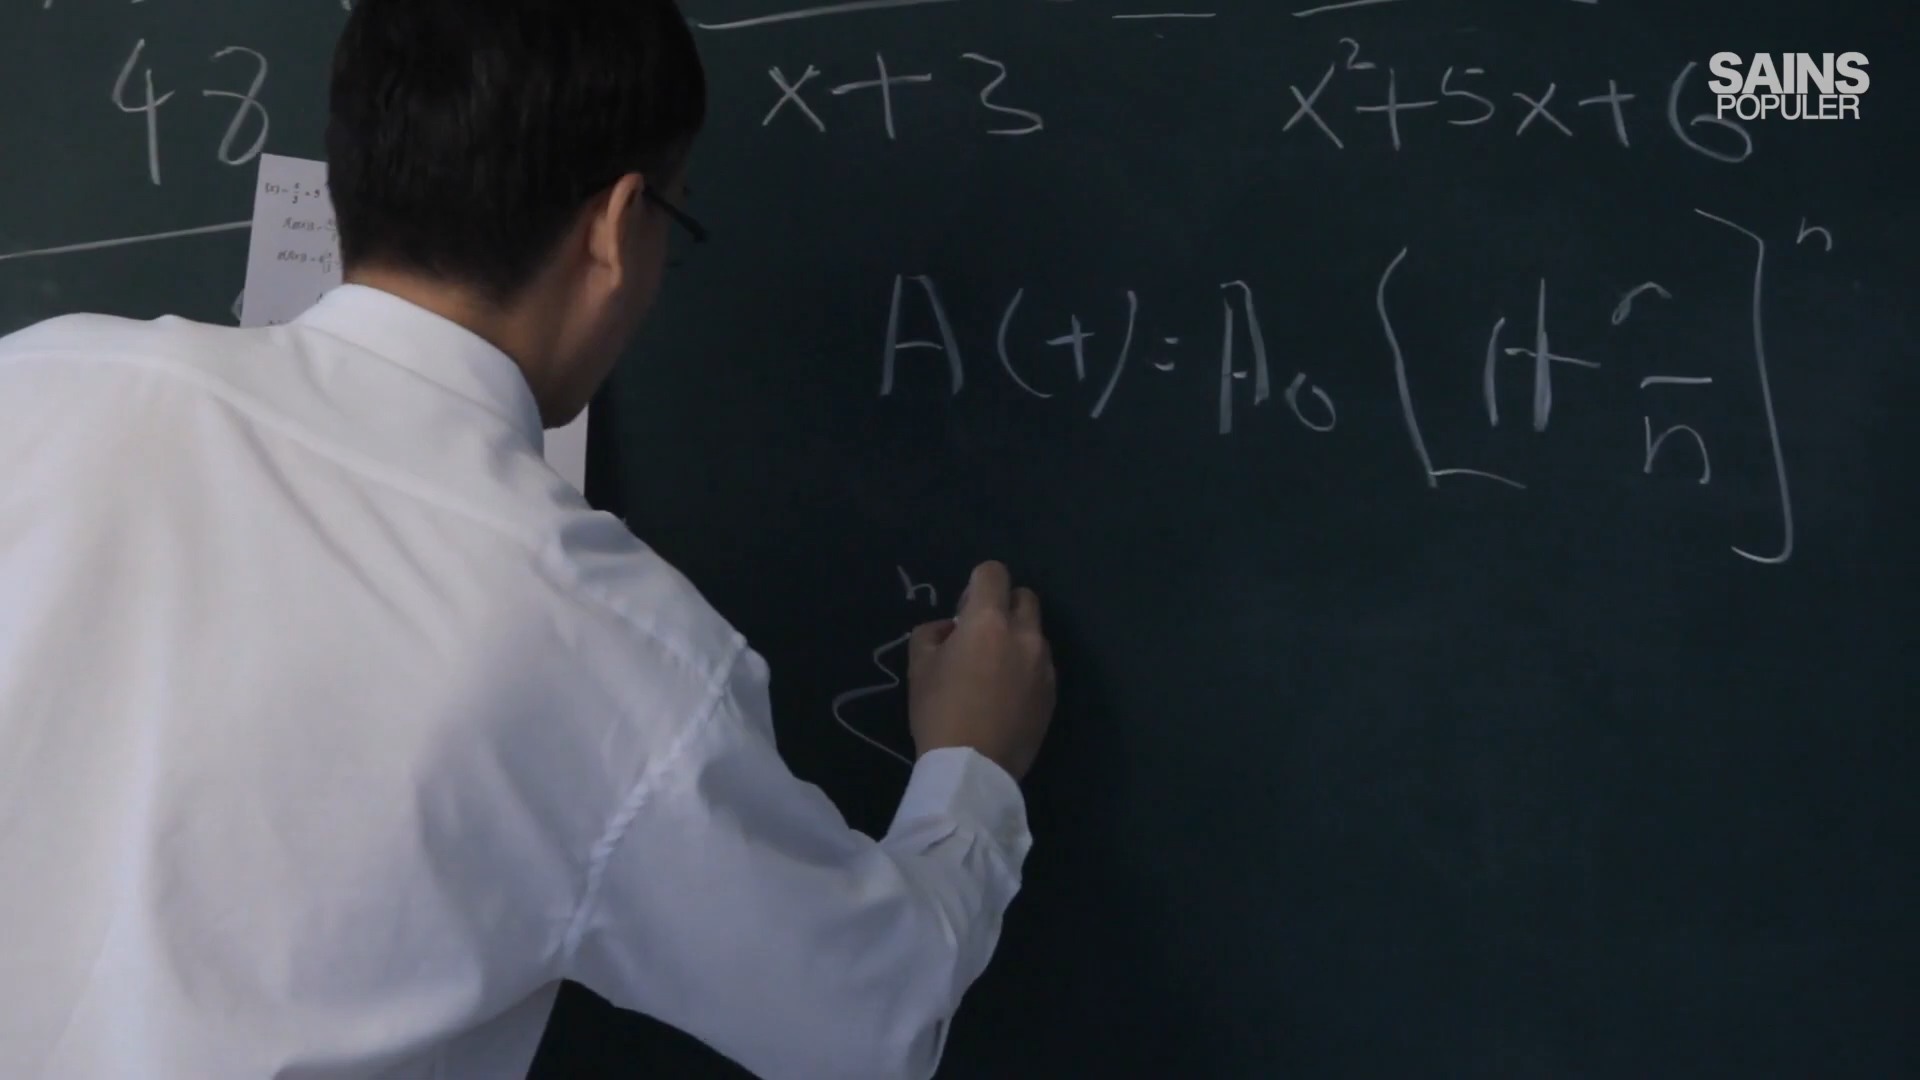 48
x+3
x²+5x+6
SAINS
POPULER
A(t)=A₀[1+r/n]ⁿ
n
Σ